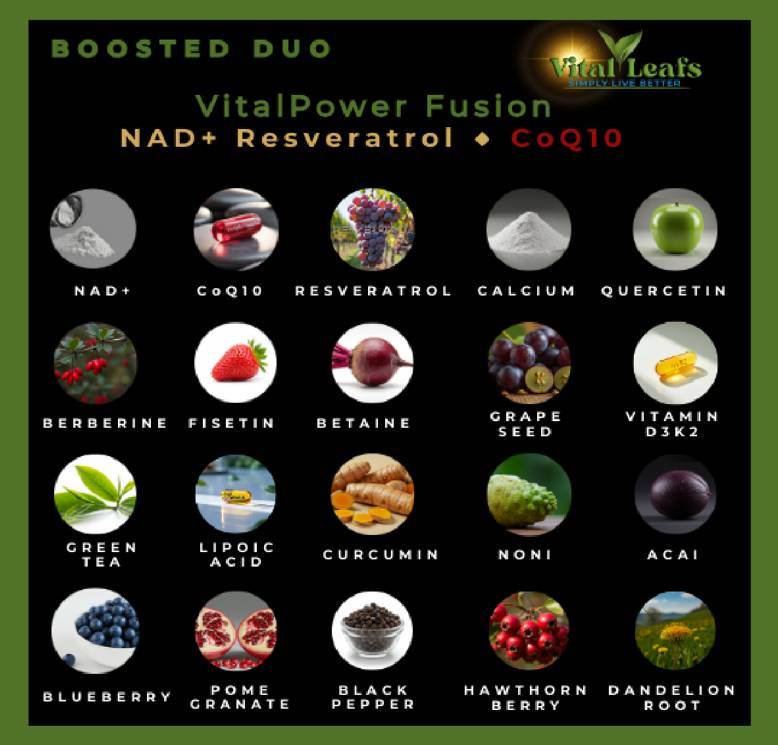 BOOSTED DUO
Vital Leafs
SIMPLY LIVE BETTER
VitalPower Fusion
NAD+ Resveratrol ◆ CoQ10
NAD+
CoQ10
RESVERATROL
CALCIUM
QUERCETIN
BERBERINE
FISETIN
BETAINE
GRAPE
SEED
VITAMIN
D3K2
GREEN
TEA
LIPOIC
ACID
CURCUMIN
NONI
ACAI
BLUEBERRY
POME
GRANATE
BLACK
PEPPER
HAWTHORN
BERRY
DANDELION
ROOT